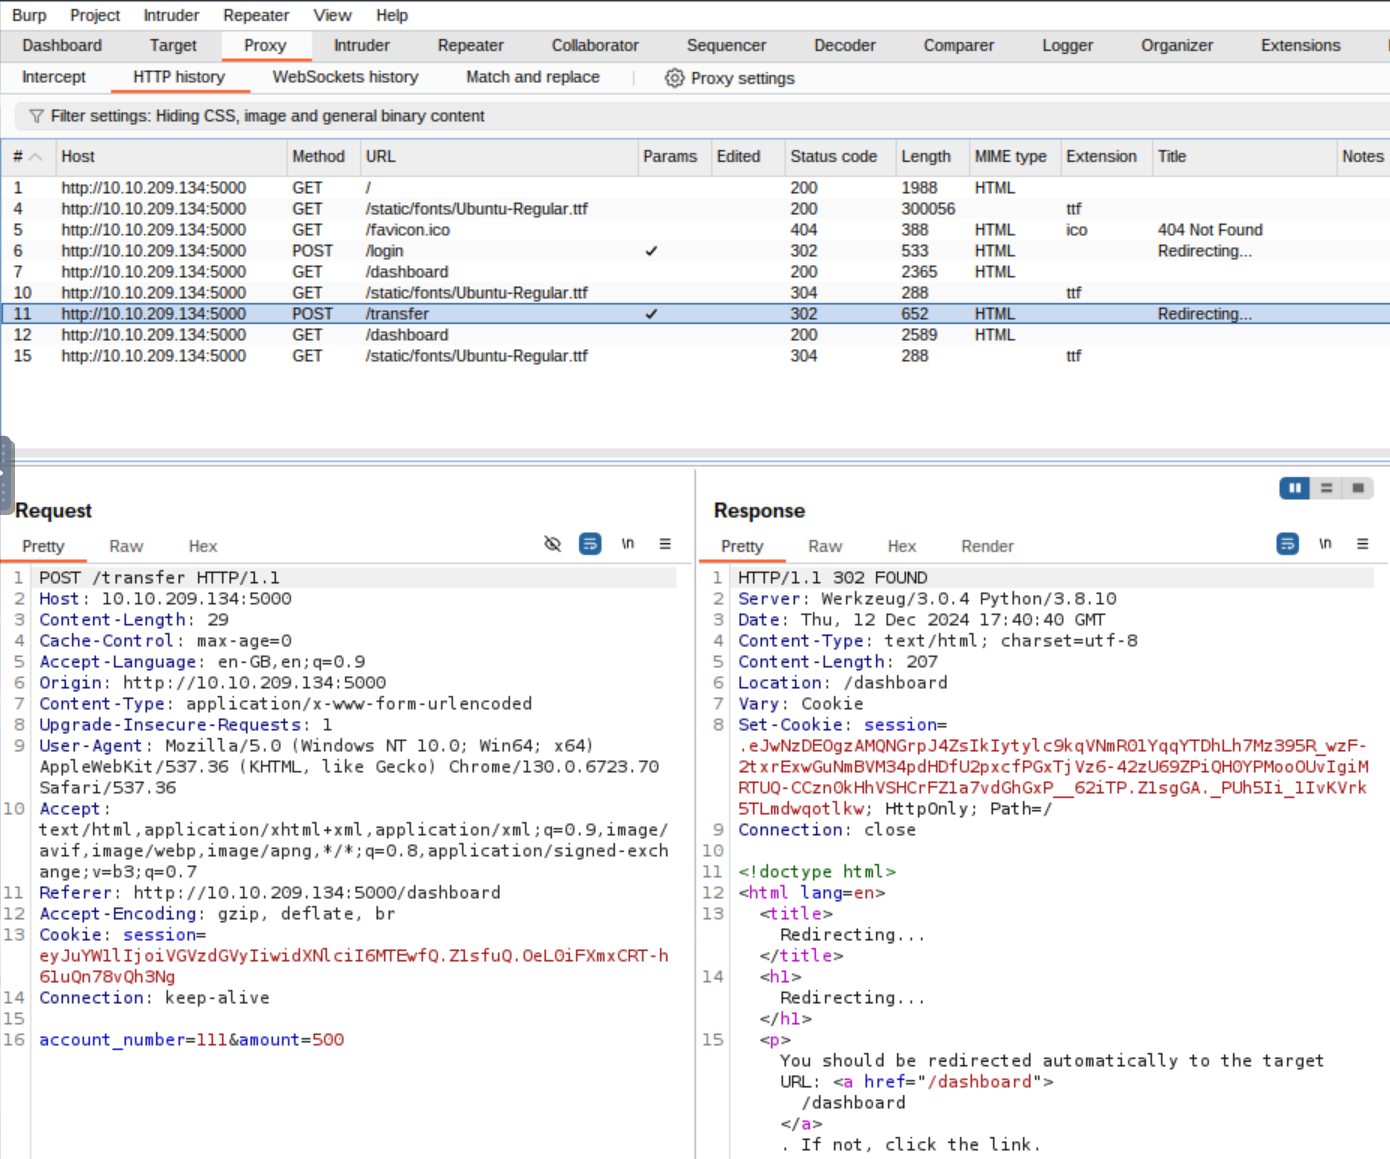 Burp Project Intruder Repeater View Help
Dashboard Target Proxy Intruder Repeater Collaborator Sequencer Decoder Comparer Logger Organizer Extensions
Intercept HTTP history WebSockets history Match and replace Proxy settings
Filter settings: Hiding CSS, image and general binary content
# Host Method URL Params Edited Status code Length MIME type Extension Title Notes
1 http://10.10.209.134:5000 GET / 200 1988 HTML
4 http://10.10.209.134:5000 GET /static/fonts/Ubuntu-Regular.ttf 200 300056 ttf
5 http://10.10.209.134:5000 GET /favicon.ico 404 388 HTML ico 404 Not Found
6 http://10.10.209.134:5000 POST /login ✓ 302 533 HTML Redirecting...
7 http://10.10.209.134:5000 GET /dashboard 200 2365 HTML
10 http://10.10.209.134:5000 GET /static/fonts/Ubuntu-Regular.ttf 304 288 ttf
11 http://10.10.209.134:5000 POST /transfer ✓ 302 652 HTML Redirecting...
12 http://10.10.209.134:5000 GET /dashboard 200 2589 HTML
15 http://10.10.209.134:5000 GET /static/fonts/Ubuntu-Regular.ttf 304 288 ttf
Request
Pretty Raw Hex \n
1 POST /transfer HTTP/1.1
2 Host: 10.10.209.134:5000
3 Content-Length: 29
4 Cache-Control: max-age=0
5 Accept-Language: en-GB,en;q=0.9
6 Origin: http://10.10.209.134:5000
7 Content-Type: application/x-www-form-urlencoded
8 Upgrade-Insecure-Requests: 1
9 User-Agent: Mozilla/5.0 (Windows NT 10.0; Win64; x64)
AppleWebKit/537.36 (KHTML, like Gecko) Chrome/130.0.6723.70
Safari/537.36
10 Accept:
text/html,application/xhtml+xml,application/xml;q=0.9,image/
avif,image/webp,image/apng,*/*;q=0.8,application/signed-exch
ange;v=b3;q=0.7
11 Referer: http://10.10.209.134:5000/dashboard
12 Accept-Encoding: gzip, deflate, br
13 Cookie: session=
eyJuYW1lIjoiVGVzdGVyIiwidXNlciI6MTEwfQ.Z1sfuQ.OeLOiFXmxCRT-h
61uQn78vQh3Ng
14 Connection: keep-alive
15
16 account_number=111&amount=500
Response
Pretty Raw Hex Render \n
1 HTTP/1.1 302 FOUND
2 Server: Werkzeug/3.0.4 Python/3.8.10
3 Date: Thu, 12 Dec 2024 17:40:40 GMT
4 Content-Type: text/html; charset=utf-8
5 Content-Length: 207
6 Location: /dashboard
7 Vary: Cookie
8 Set-Cookie: session=
.eJwNzDEOgzAMQNGrpJ4ZsIkIytylc9kqVNmR01YqqYTDhLh7Mz395R_wzF-
2txrExwGuNmBVM34pdHDfU2pxcfPGxTjVz6-42zU69ZPiQH0YPMooOUvIgiM
RTUQ-CCzn0kHhVSHCrFZla7vdGhGxP__62iTP.Z1sgGA._PUh5Ii_1IvKVrk
5TLmdwqotlkw; HttpOnly; Path=/
9 Connection: close
10
11 <!doctype html>
12 <html lang=en>
13 <title>
Redirecting...
</title>
14 <h1>
Redirecting...
</h1>
15 <p>
You should be redirected automatically to the target
URL: <a href="/dashboard">
/dashboard
</a>
. If not, click the link.